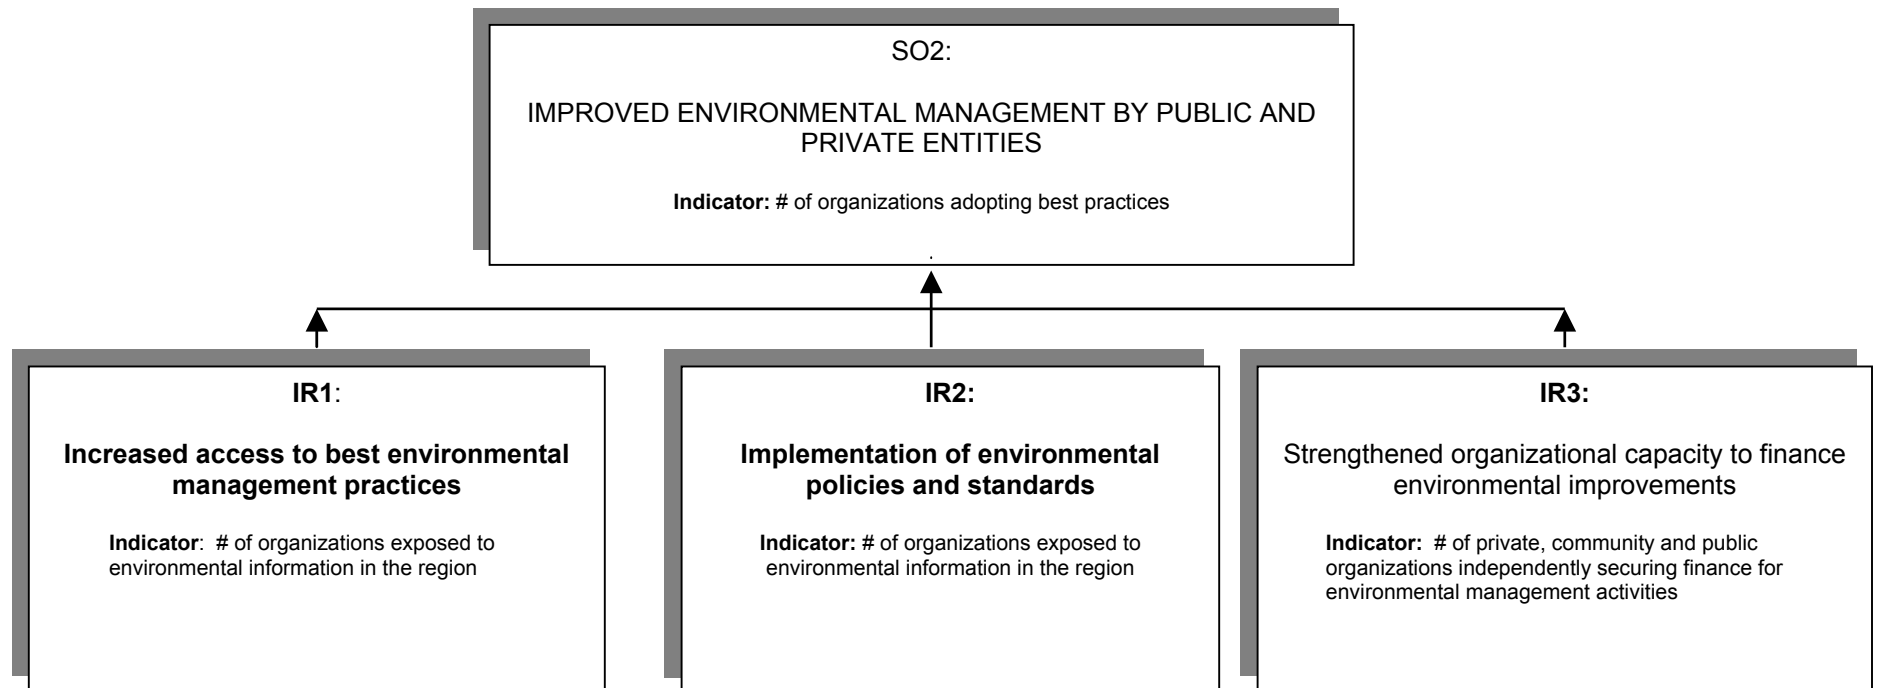 SO2:
IMPROVED ENVIRONMENTAL MANAGEMENT BY PUBLIC AND
PRIVATE ENTITIES
Indicator: # of organizations adopting best practices
.
IR1:
Increased access to best environmental
management practices
Indicator: # of organizations exposed to
environmental information in the region
IR2:
Implementation of environmental
policies and standards
Indicator: # of organizations exposed to
environmental information in the region
IR3:
Strengthened organizational capacity to finance
environmental improvements
Indicator: # of private, community and public
organizations independently securing finance for
environmental management activities